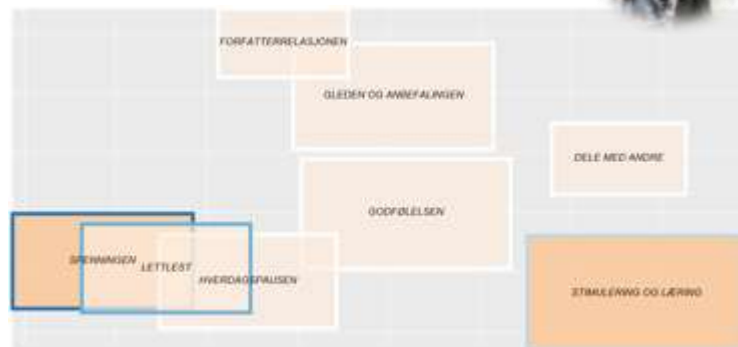 FORFATTERRELASJONEN
GLEDEN OG ANBEFALINGEN
DELE MED ANDRE
GODFØLELSEN
SPENNINGEN
LETTLEST
HVERDAGSPAUSEN
STIMULERING OG LÆRING